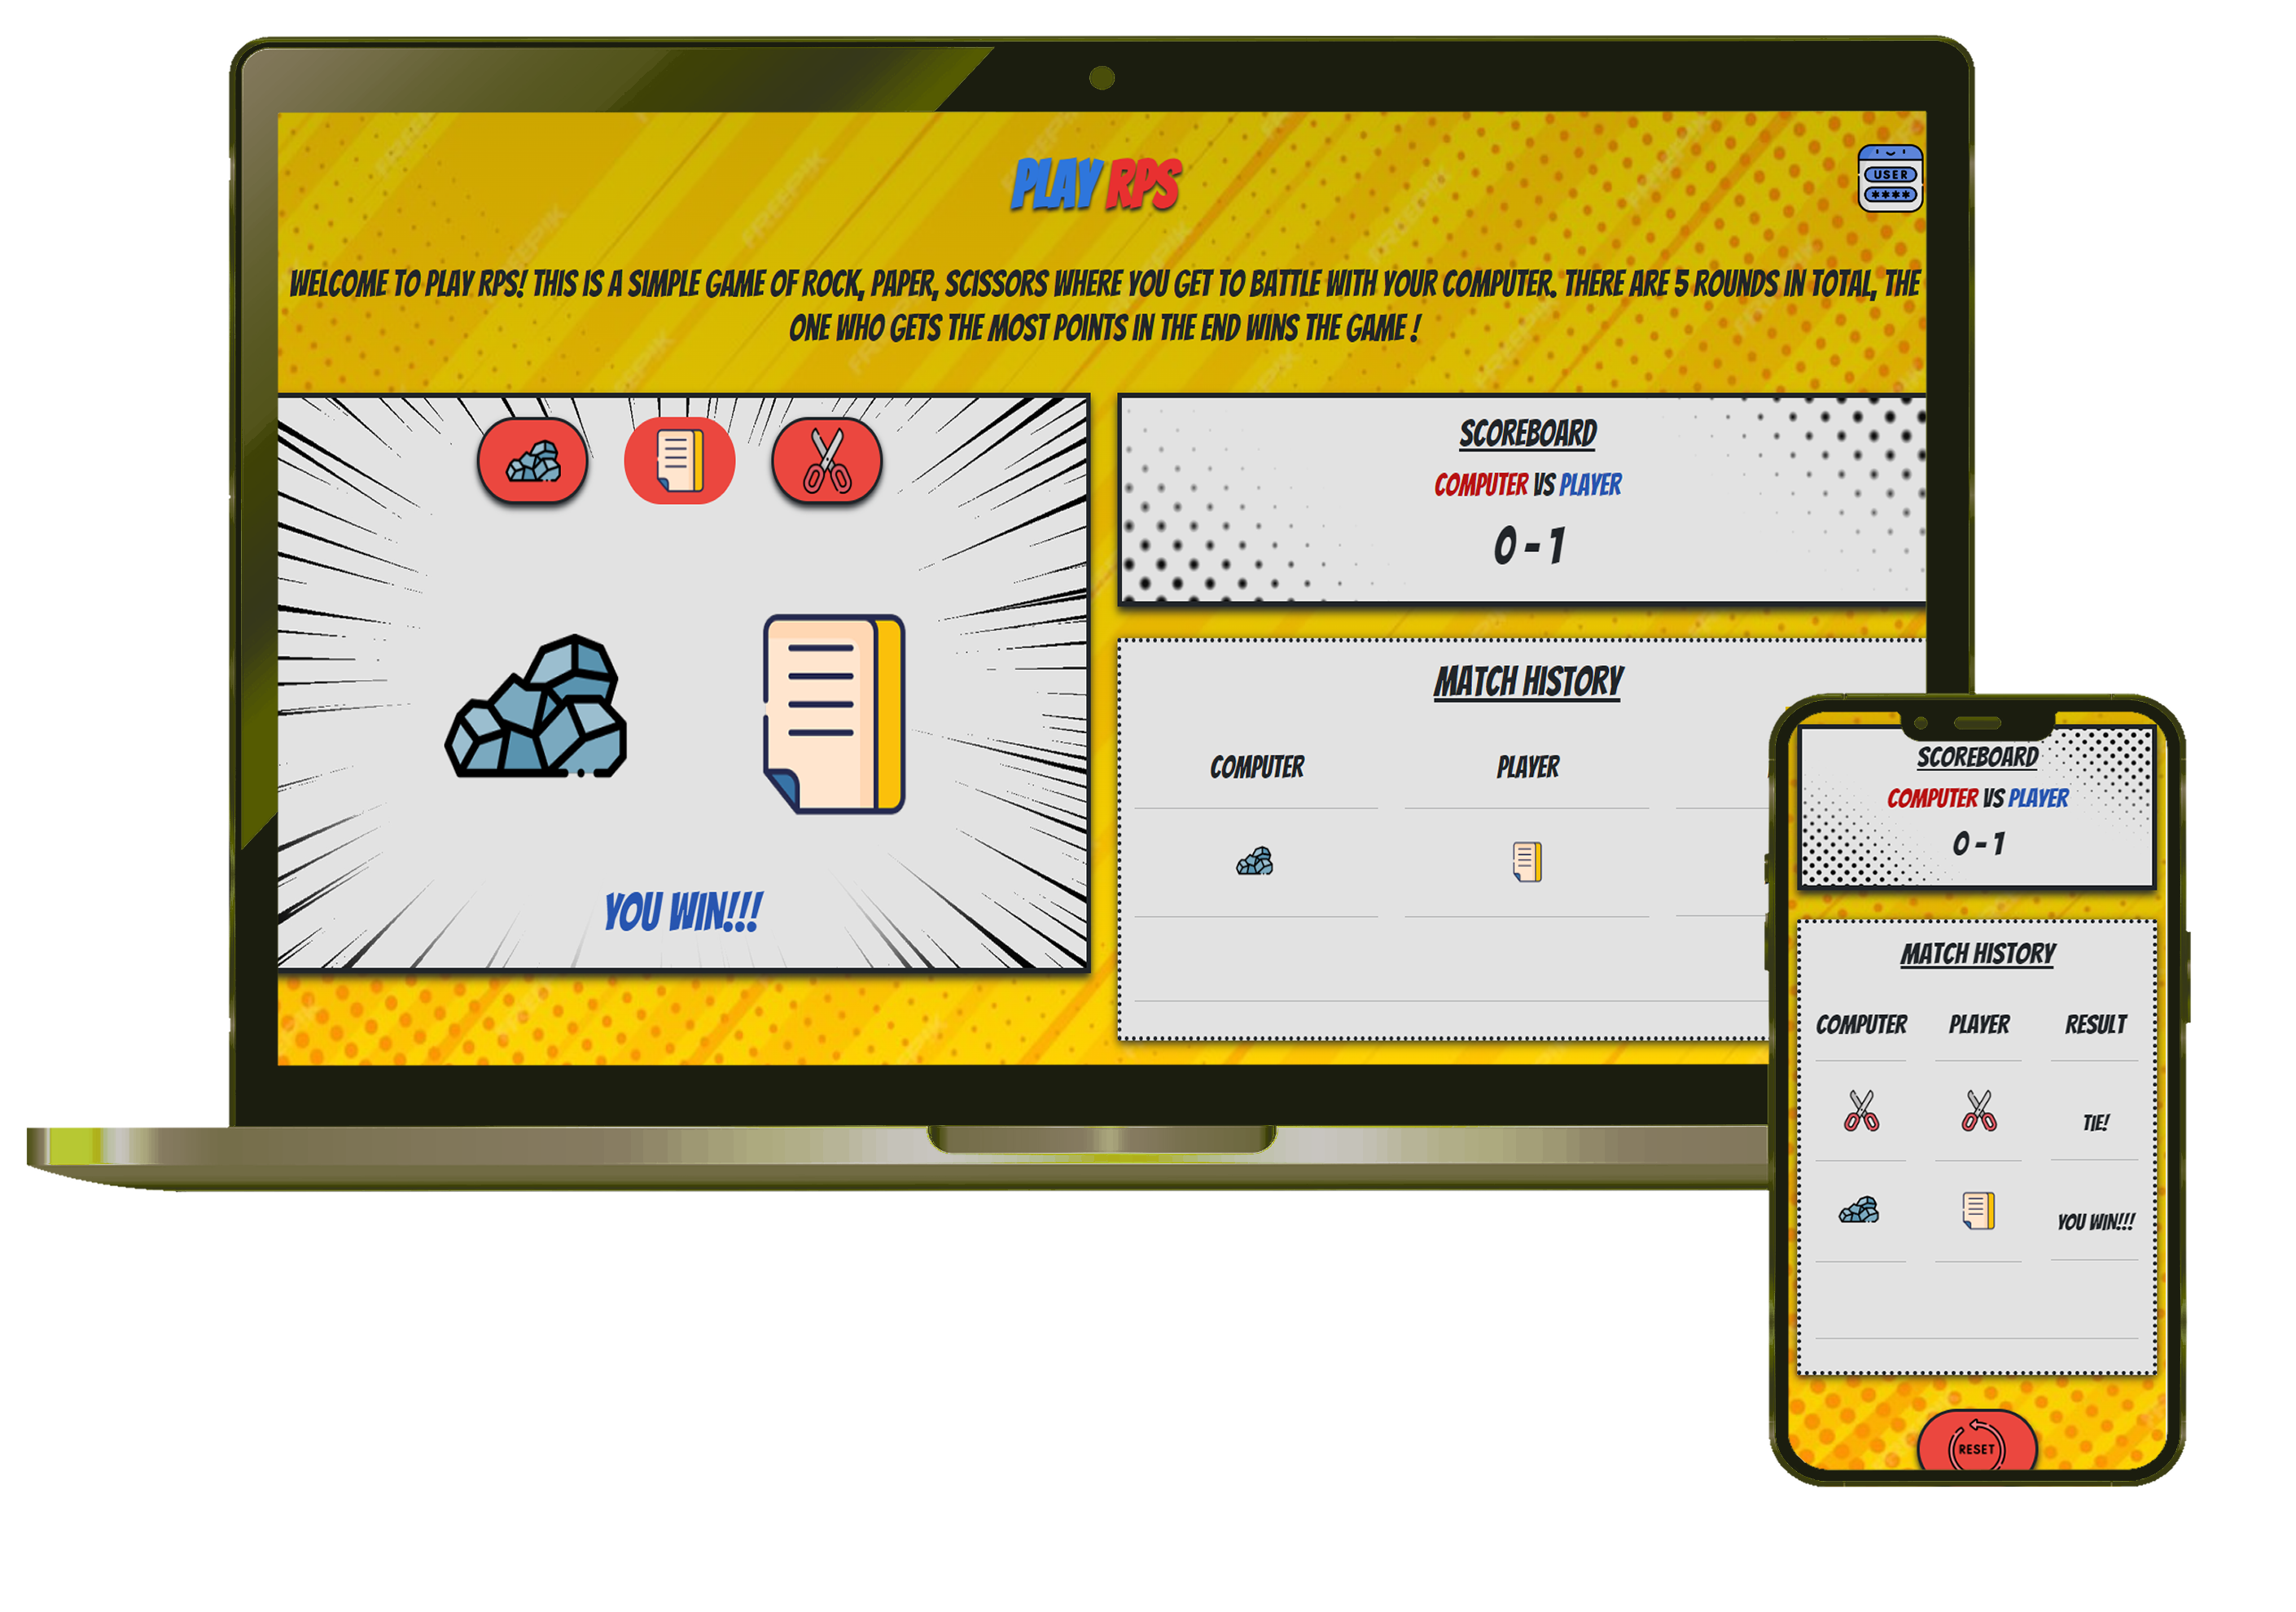 PLAY RPS
USER
****
WELCOME TO PLAY RPS! THIS IS A SIMPLE GAME OF ROCK, PAPER, SCISSORS WHERE YOU GET TO BATTLE WITH YOUR COMPUTER. THERE ARE 5 ROUNDS IN TOTAL, THE
ONE WHO GETS THE MOST POINTS IN THE END WINS THE GAME !
YOU WIN!!!
SCOREBOARD
COMPUTER VS PLAYER
0 - 1
MATCH HISTORY
COMPUTER PLAYER
SCOREBOARD
COMPUTER VS PLAYER
0 - 1
MATCH HISTORY
COMPUTER PLAYER RESULT
TIE!
YOU WIN!!!
RESET